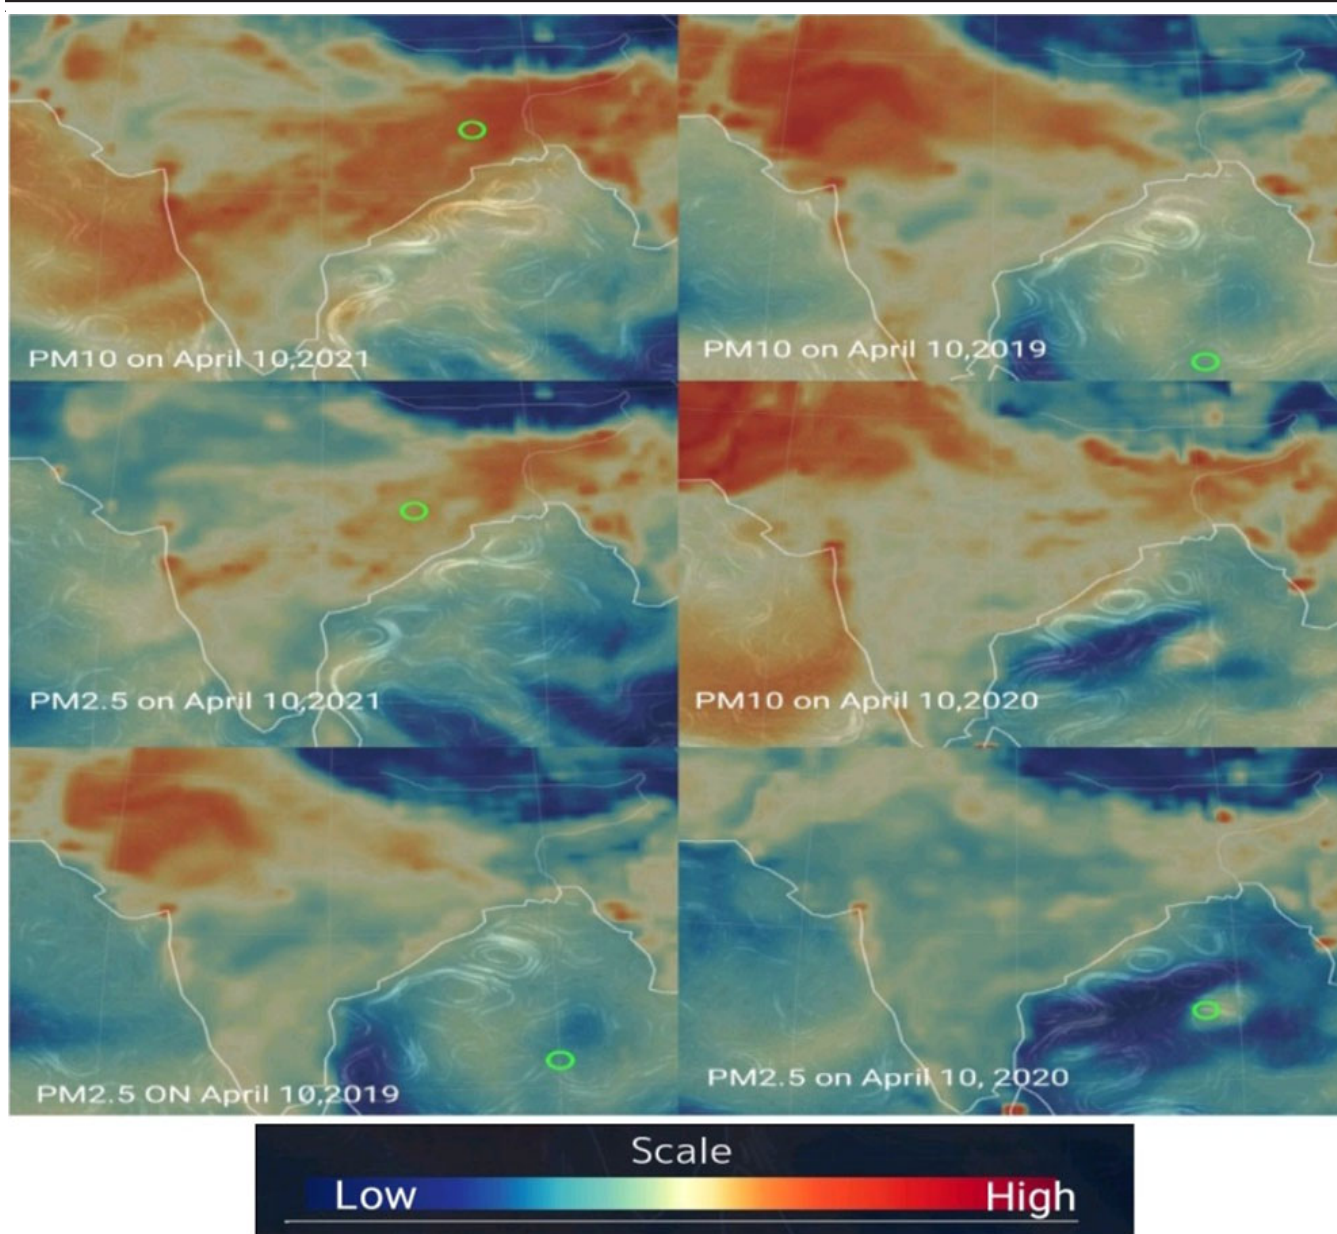 PM10 on April 10,2021
PM10 on April 10,2019
PM2.5 on April 10,2021
PM10 on April 10,2020
PM2.5 ON April 10,2019
PM2.5 on April 10, 2020
Scale
Low
High